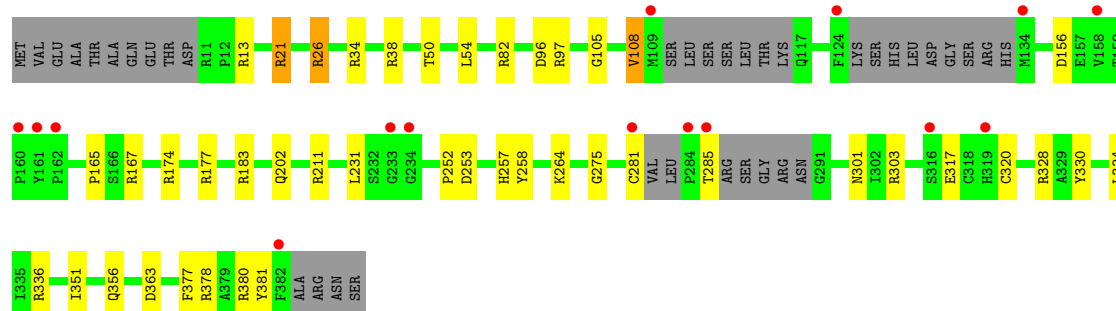 MET VAL GLU ALA THR ALA GLN GLU THR ASP R11 P12 R13 R21 R26 R34 R38 T50 L54 R82 D96 R97 G105 V108 M109 SER LEU SER SER LEU THR LYS Q117 F124 LYS SER HIS LEU ASP GLY SER ARG HIS M134 D156 E157 V158 T159
P160 Y161 P162 P165 S166 R167 R174 R177 R183 Q202 R211 L231 S232 G233 G234 P252 D253 H257 Y258 K264 G275 C281 VAL LEU P284 T285 ARG SER GLY ARG ASN G291 N301 I302 R303 S316 E317 C318 H319 C320 R328 A329 Y330
I335 R336 I351 Q356 D363 F377 R378 A379 R380 Y381 F382 ALA ARG ASN SER